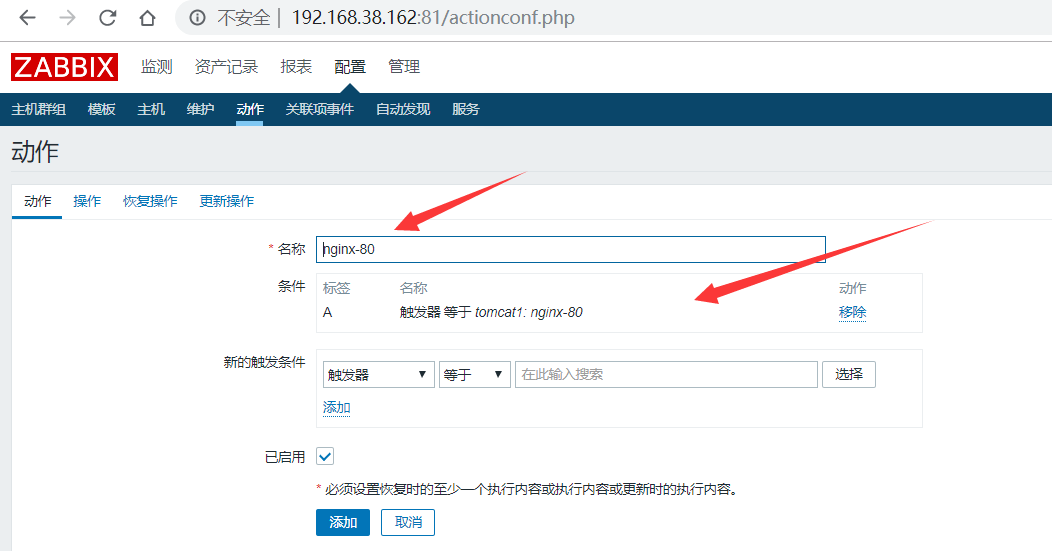 不安全 | 192.168.38.162:81/actionconf.php
ZABBIX 监测 资产记录 报表 配置 管理
主机群组 模板 主机 维护 动作 关联项事件 自动发现 服务
动作
动作 操作 恢复操作 更新操作
* 名称 nginx-80
条件 标签 名称 动作
A 触发器 等于 tomcat1: nginx-80 移除
新的触发条件 触发器 等于 在此输入搜索 选择
添加
已启用
* 必须设置恢复时的至少一个执行内容或执行内容或更新时的执行内容。
添加 取消